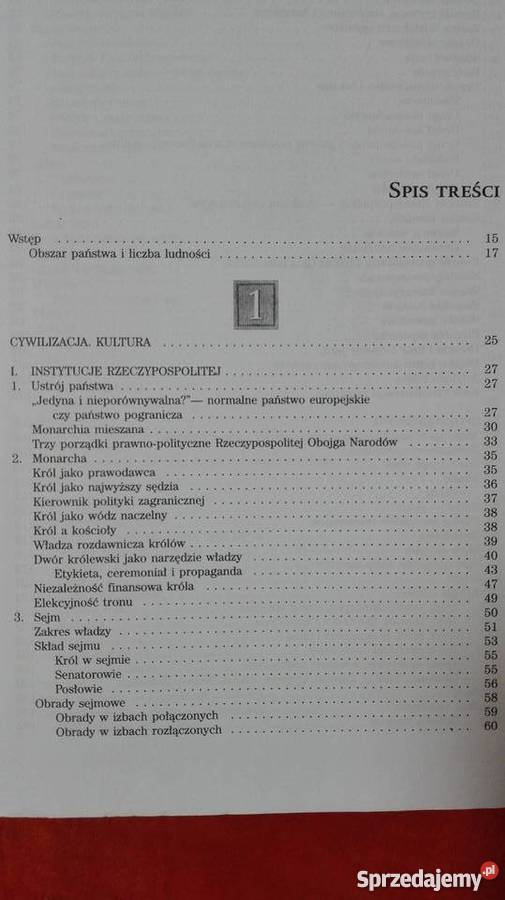 SPIS TREŚCI
Wstęp . . . . . . . . . . . . . . . . . . . . 15
Obszar państwa i liczba ludności . . . . . . . . . . . . . . . . . . . . 17
1
CYWILIZACJA. KULTURA . . . . . . . . . . . . . . . . . . . . 25
I. INSTYTUCJE RZECZYPOSPOLITEJ . . . . . . . . . . . . . . . . . . . . 27
1. Ustrój państwa . . . . . . . . . . . . . . . . . . . . 27
„Jedyna i nieporównywalna?"— normalne państwo europejskie
czy państwo pogranicza . . . . . . . . . . . . . . . . . . . . 27
Monarchia mieszana . . . . . . . . . . . . . . . . . . . . 30
Trzy porządki prawno-polityczne Rzeczypospolitej Obojga Narodów . . . . . . . . 33
2. Monarcha . . . . . . . . . . . . . . . . . . . . 35
Król jako prawodawca . . . . . . . . . . . . . . . . . . . . 35
Król jako najwyższy sędzia . . . . . . . . . . . . . . . . . . . . 36
Kierownik polityki zagranicznej . . . . . . . . . . . . . . . . . . . . 37
Król jako wódz naczelny . . . . . . . . . . . . . . . . . . . . 38
Król a kościoły . . . . . . . . . . . . . . . . . . . . 38
Władza rozdawnicza królów . . . . . . . . . . . . . . . . . . . . 39
Dwór królewski jako narzędzie władzy . . . . . . . . . . . . . . . . . . . . 40
Etykieta, ceremoniał i propaganda . . . . . . . . . . . . . . . . . . . . 43
Niezależność finansowa króla . . . . . . . . . . . . . . . . . . . . 47
Elekcyjność tronu . . . . . . . . . . . . . . . . . . . . 49
3. Sejm . . . . . . . . . . . . . . . . . . . . 50
Zakres władzy . . . . . . . . . . . . . . . . . . . . 51
Skład sejmu . . . . . . . . . . . . . . . . . . . . 53
Król w sejmie . . . . . . . . . . . . . . . . . . . . 55
Senatorowie . . . . . . . . . . . . . . . . . . . . 55
Posłowie . . . . . . . . . . . . . . . . . . . . 56
Obrady sejmowe . . . . . . . . . . . . . . . . . . . . 58
Obrady w izbach połączonych . . . . . . . . . . . . . . . . . . . . 59
Obrady w izbach rozłączonych . . . . . . . . . . . . . . . . . . . . 60
Sprzedajemy.pl